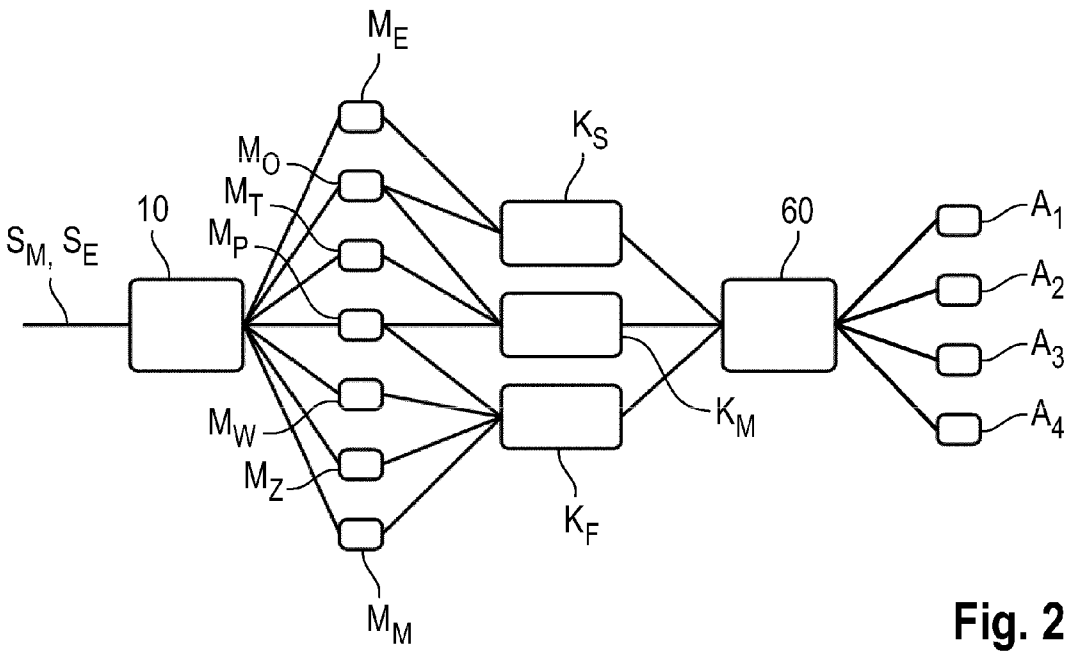 M_E
K_S
M_O
M_T
10
60
A_1
M_P
S_M, S_E
A_2
A_3
M_W
K_M
A_4
M_Z
K_F
M_M
Fig. 2